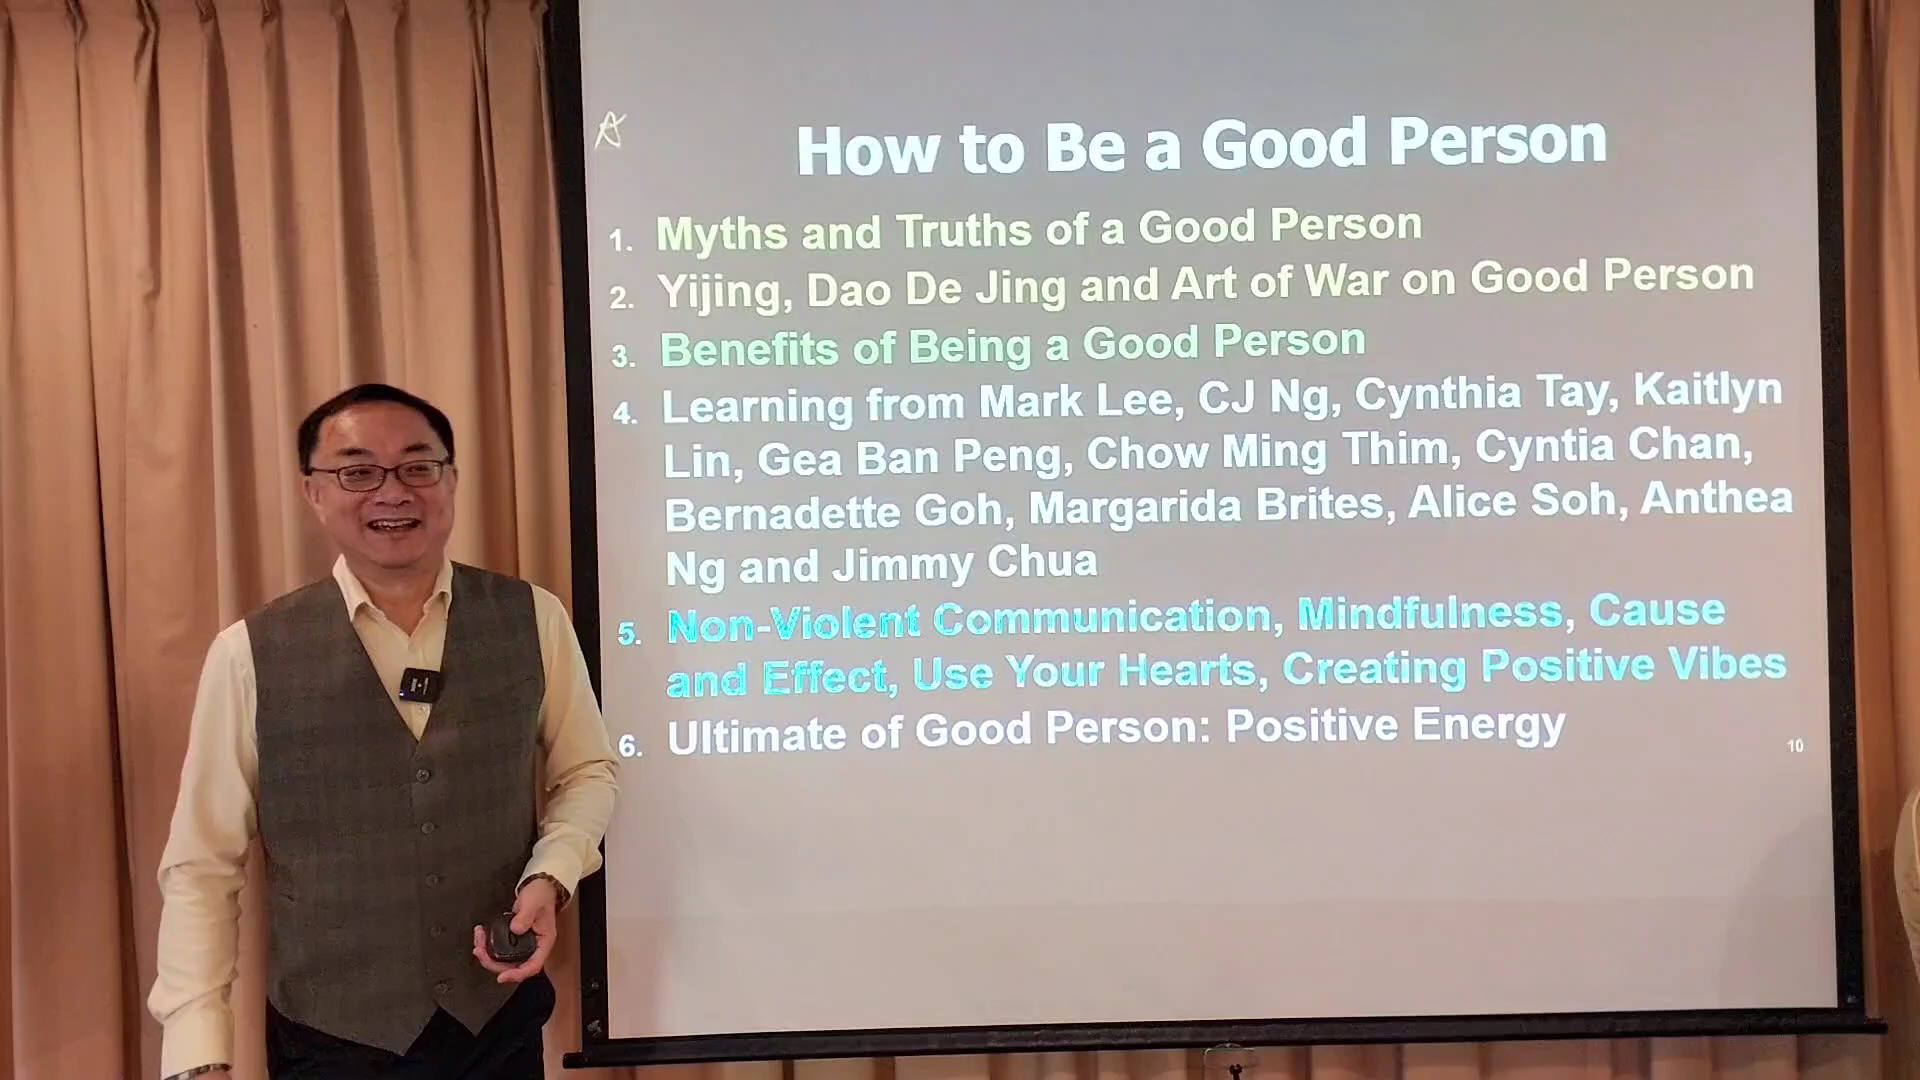 How to Be a Good Person
1. Myths and Truths of a Good Person
2. Yijing, Dao De Jing and Art of War on Good Person
3. Benefits of Being a Good Person
4. Learning from Mark Lee, CJ Ng, Cynthia Tay, Kaitlyn
Lin, Gea Ban Peng, Chow Ming Thim, Cyntia Chan,
Bernadette Goh, Margarida Brites, Alice Soh, Anthea
Ng and Jimmy Chua
5. Non-Violent Communication, Mindfulness, Cause
and Effect, Use Your Hearts, Creating Positive Vibes
6. Ultimate of Good Person: Positive Energy
10